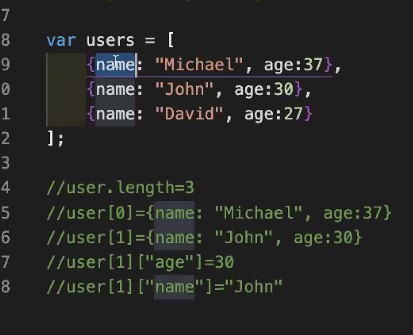 7
8 var users = [
9 {name: "Michael", age:37},
0 {name: "John", age:30},
1 {name: "David", age:27}
2 ];
3
4 //user.length=3
5 //user[0]={name: "Michael", age:37}
6 //user[1]={name: "John", age:30}
7 //user[1]["age"]=30
8 //user[1]["name"]="John"